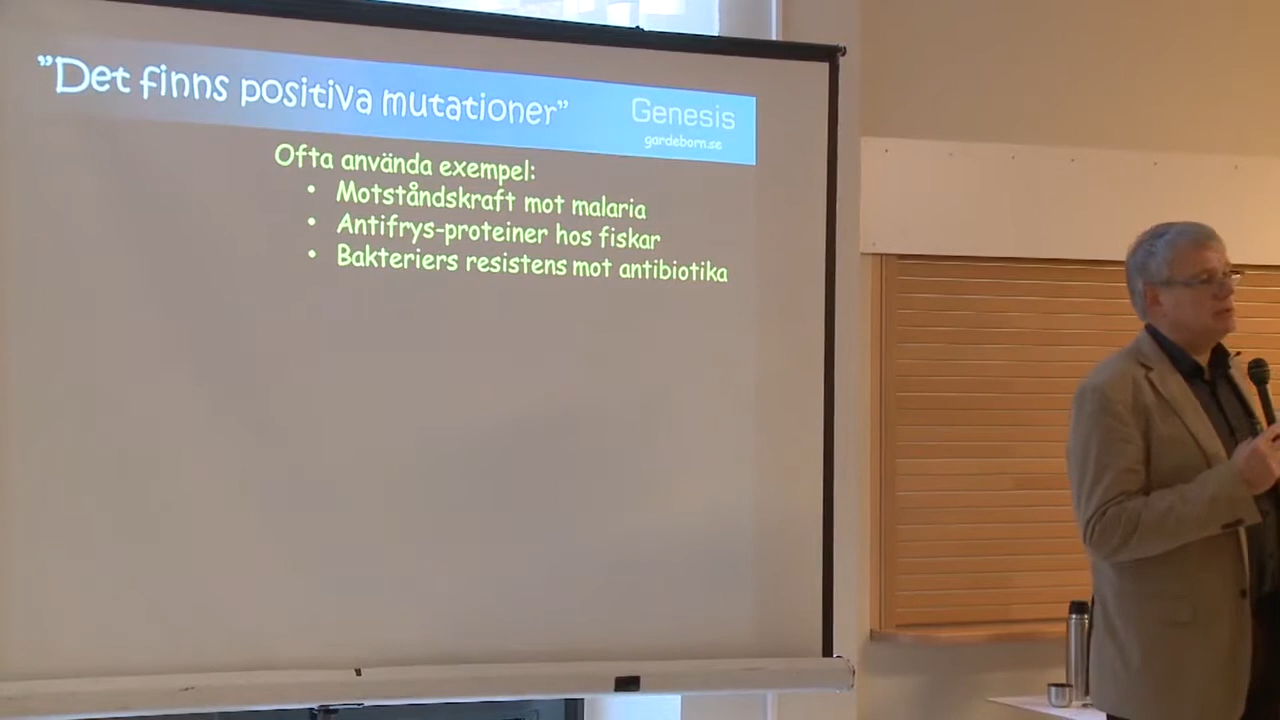 ”Det finns positiva mutationer”
Genesis
gardeborn.se
Ofta använda exempel:
• Motståndskraft mot malaria
• Antifrys-proteiner hos fiskar
• Bakteriers resistens mot antibiotika